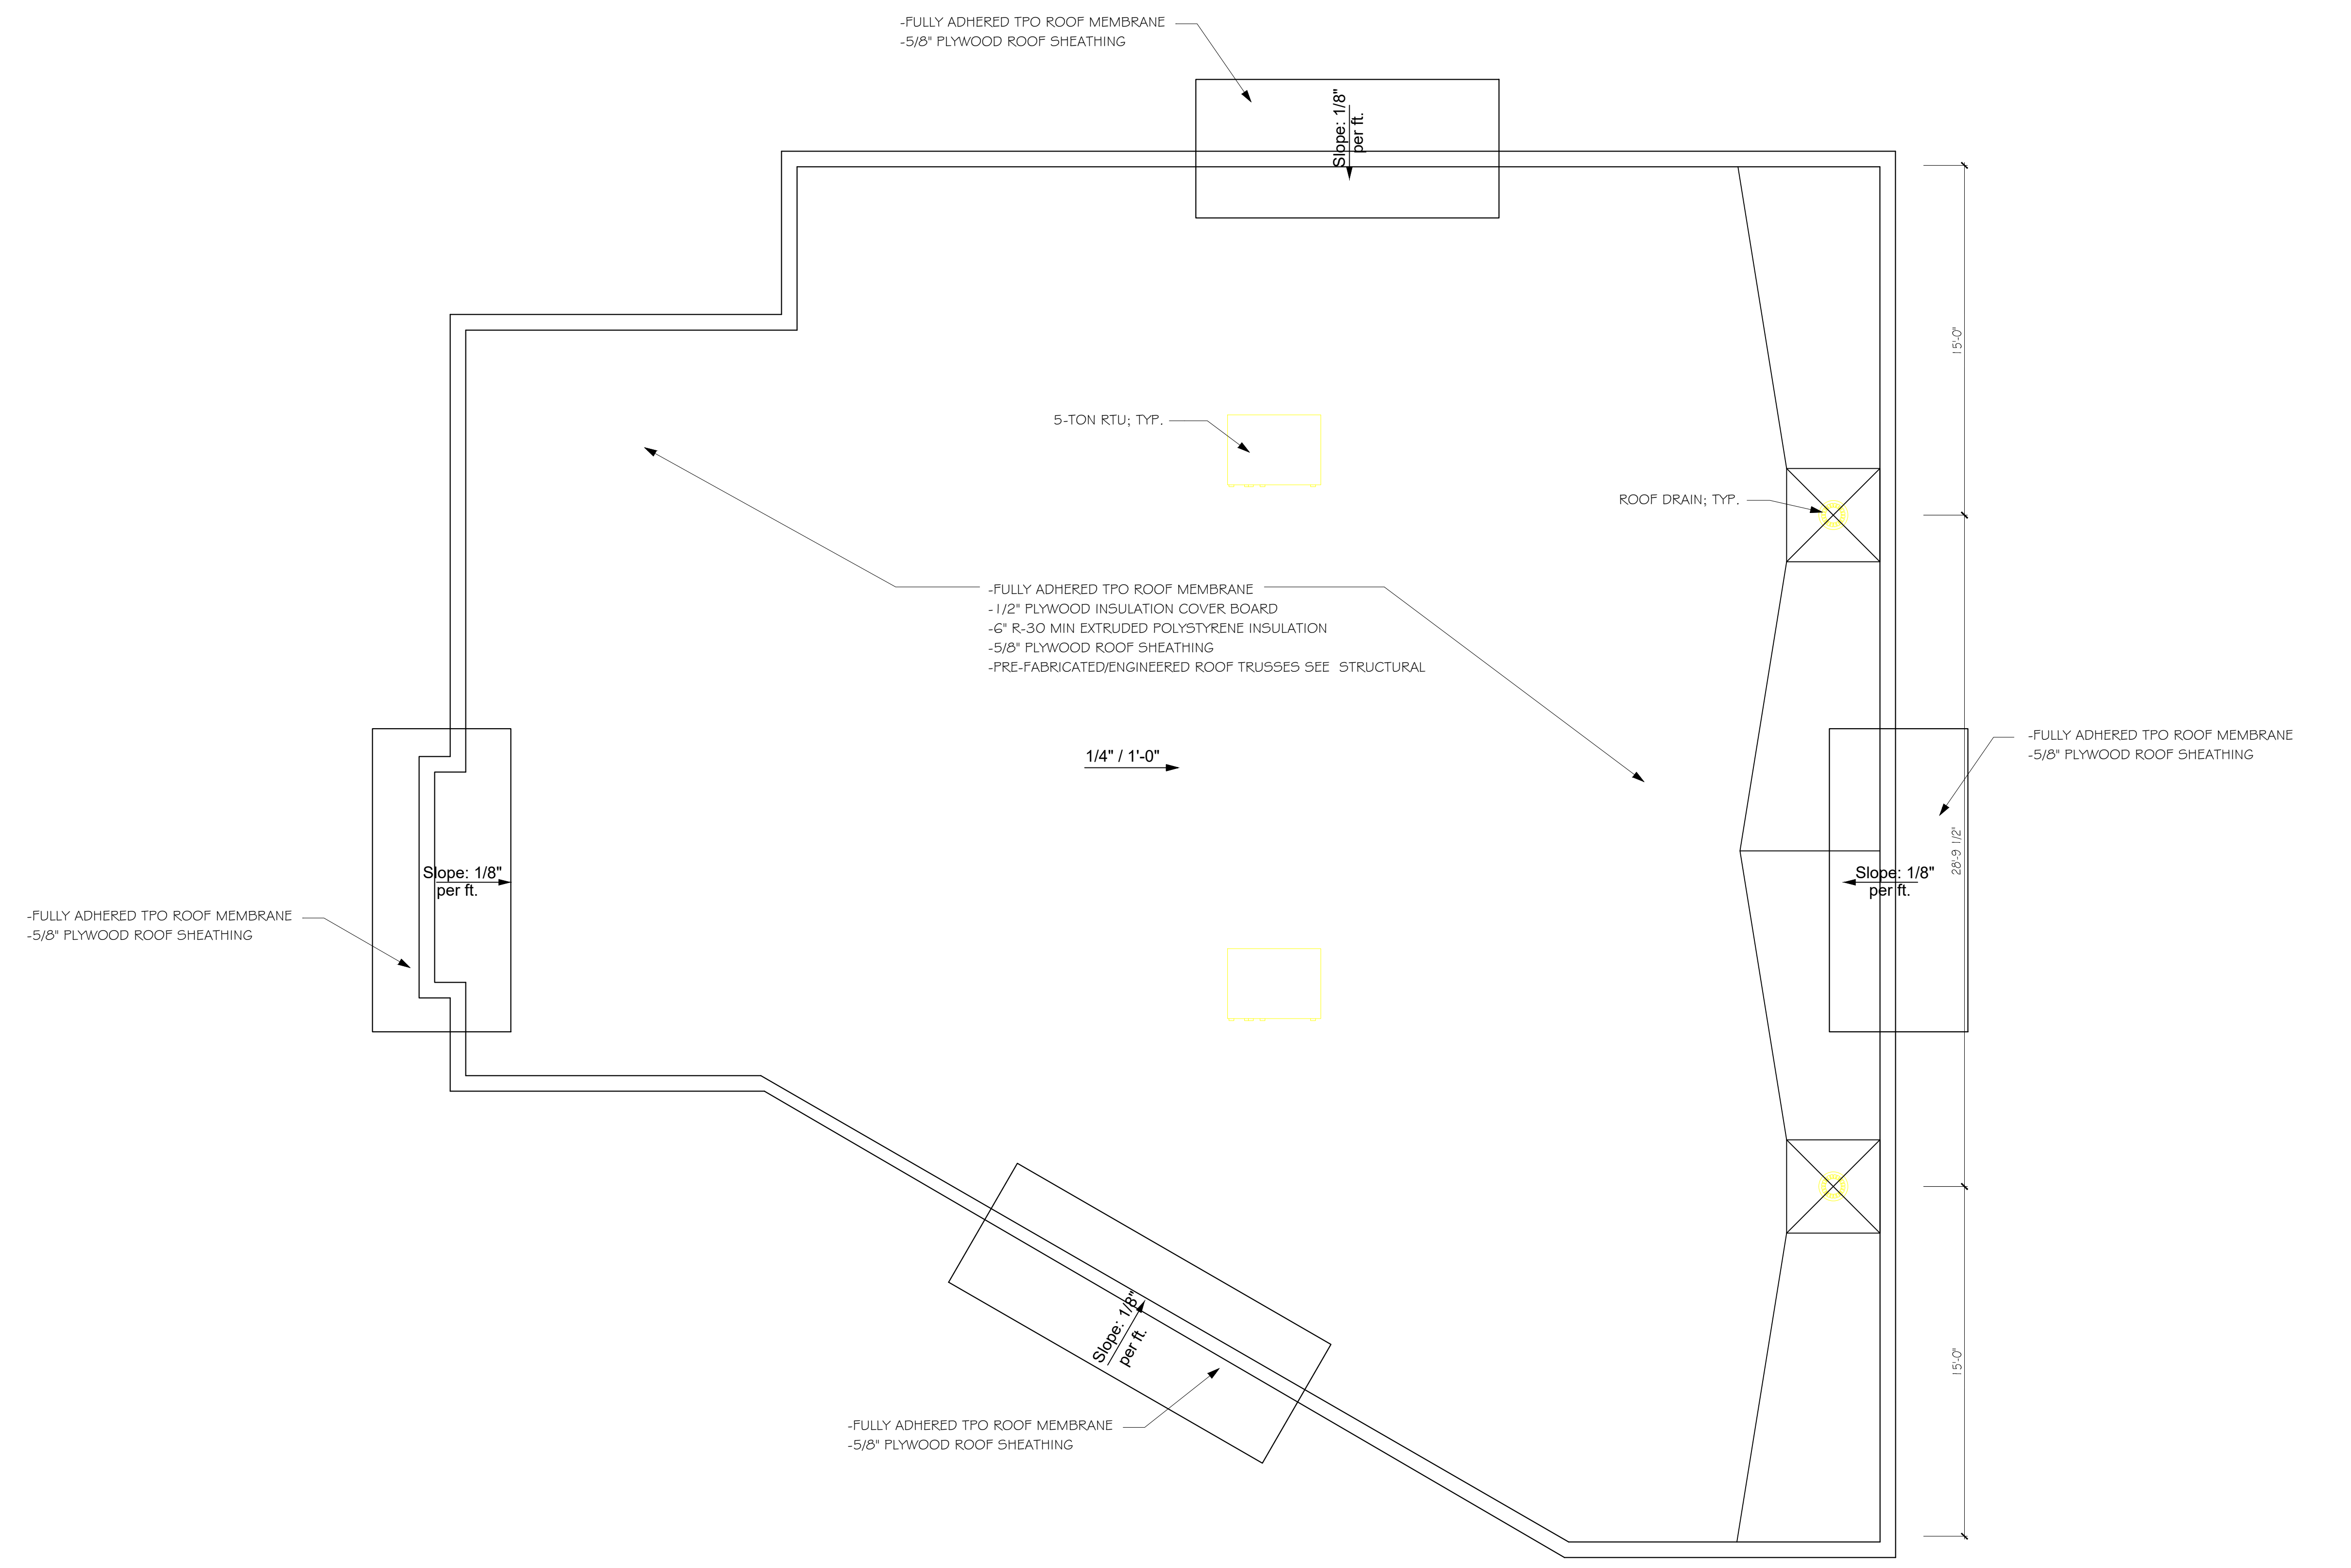 -FULLY ADHERED TPO ROOF MEMBRANE
-5/8" PLYWOOD ROOF SHEATHING
Slope: 1/8"
per ft.
15'-0"
5-TON RTU; TYP.
ROOF DRAIN; TYP.
-FULLY ADHERED TPO ROOF MEMBRANE
-1/2" PLYWOOD INSULATION COVER BOARD
-6" R-30 MIN EXTRUDED POLYSTYRENE INSULATION
-5/8" PLYWOOD ROOF SHEATHING
-PRE-FABRICATED/ENGINEERED ROOF TRUSSES SEE STRUCTURAL
-FULLY ADHERED TPO ROOF MEMBRANE
-5/8" PLYWOOD ROOF SHEATHING
1/4" / 1'-0"
28'-9 1/2"
Slope: 1/8"
per ft.
Slope: 1/8"
per ft.
-FULLY ADHERED TPO ROOF MEMBRANE
-5/8" PLYWOOD ROOF SHEATHING
Slope: 1/8"
per ft.
15'-0"
-FULLY ADHERED TPO ROOF MEMBRANE
-5/8" PLYWOOD ROOF SHEATHING